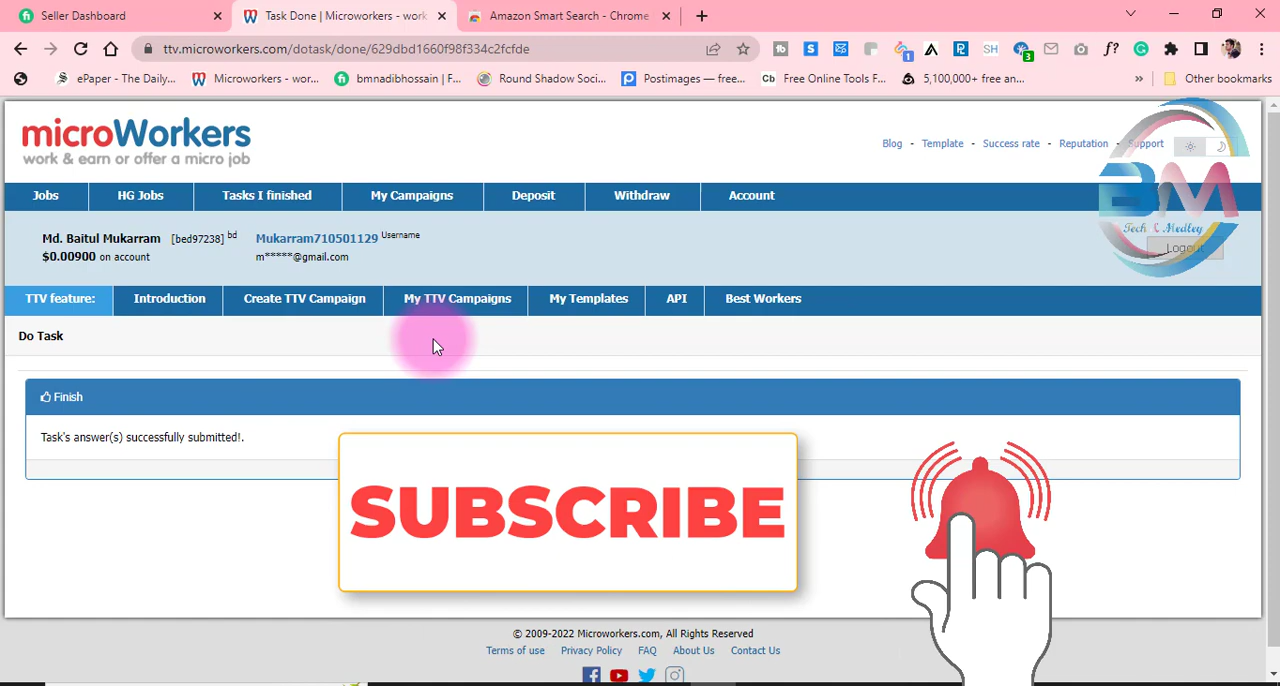 Seller Dashboard
Task Done | Microworkers - work
Amazon Smart Search - Chrome
ttv.microworkers.com/dotask/done/629dbd1660f98f334c2fcfde
ePaper - The Daily...
Microworkers - wor...
bmnadibhossain | F...
Round Shadow Soci...
Postimages — free...
Cb Free Online Tools F...
5,100,000+ free an...
»
Other bookmarks
microWorkers
work & earn or offer a micro job
Blog - Template - Success rate - Reputation - Support
Jobs
HG Jobs
Tasks I finished
My Campaigns
Deposit
Withdraw
Account
BM
Tech & Medley
Md. Baitul Mukarram [bed97238] bd
Mukarram710501129 Username
$0.00900 on account
m*****@gmail.com
Logout
TTV feature:
Introduction
Create TTV Campaign
My TTV Campaigns
My Templates
API
Best Workers
Do Task
Finish
Task's answer(s) successfully submitted!.
SUBSCRIBE
© 2009-2022 Microworkers.com, All Rights Reserved
Terms of use Privacy Policy FAQ About Us Contact Us